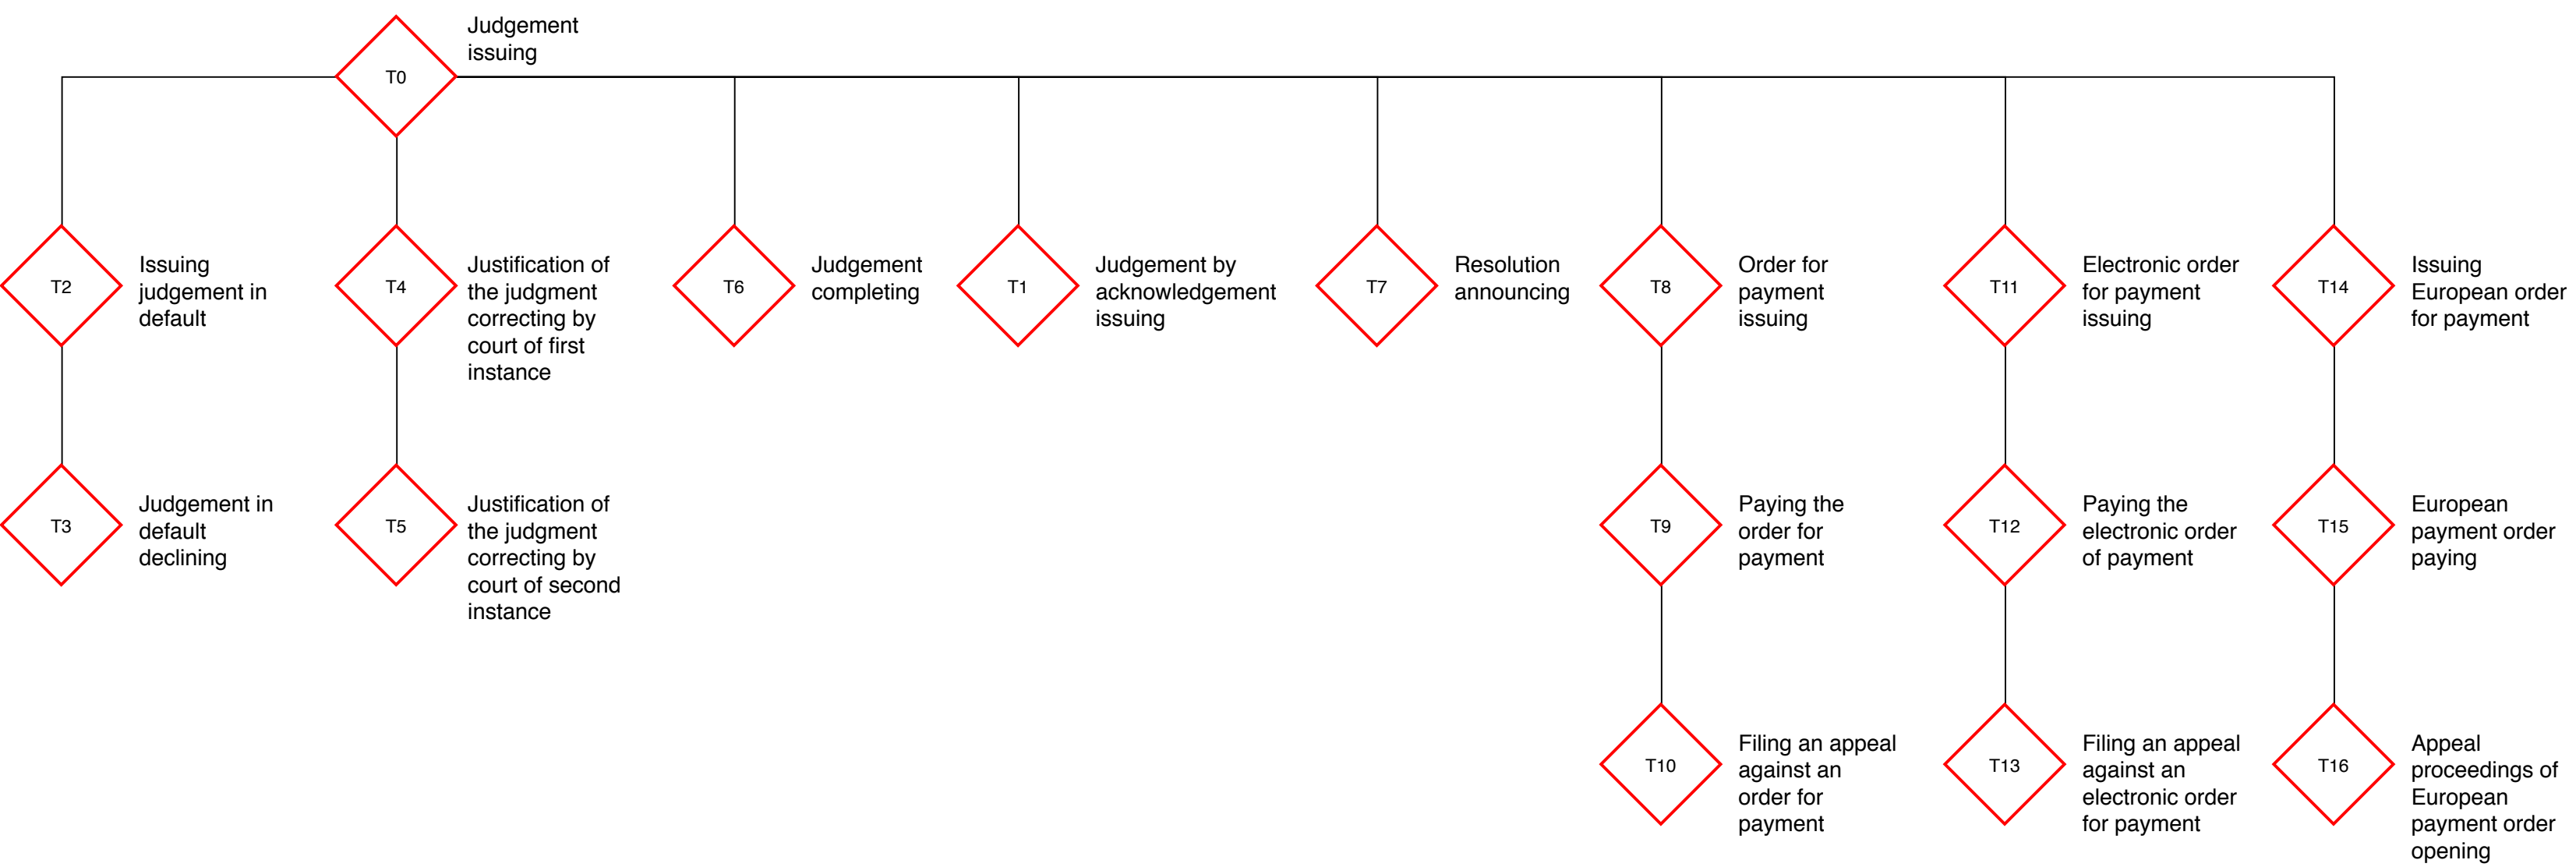 Judgement
issuing
T0
T2
Issuing
judgement in
default
T4
Justification of
the judgment
correcting by
court of first
instance
T6
Judgement
completing
T1
Judgement by
acknowledgement
issuing
T7
Resolution
announcing
T8
Order for
payment
issuing
T11
Electronic order
for payment
issuing
T14
Issuing
European order
for payment
T3
Judgement in
default
declining
T5
Justification of
the judgment
correcting by
court of second
instance
T9
Paying the
order for
payment
T12
Paying the
electronic order
of payment
T15
European
payment order
paying
T10
Filing an appeal
against an
order for
payment
T13
Filing an appeal
against an
electronic order
for payment
T16
Appeal
proceedings of
European
payment order
opening